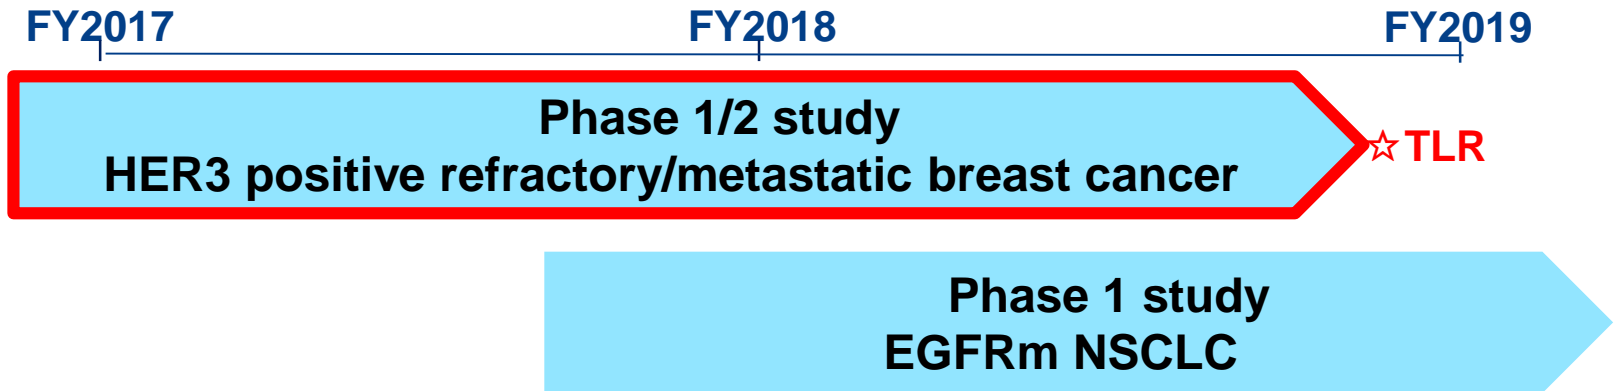 FY2017 FY2018 FY2019
Phase 1/2 study
HER3 positive refractory/metastatic breast cancer
☆ TLR
Phase 1 study
EGFRm NSCLC